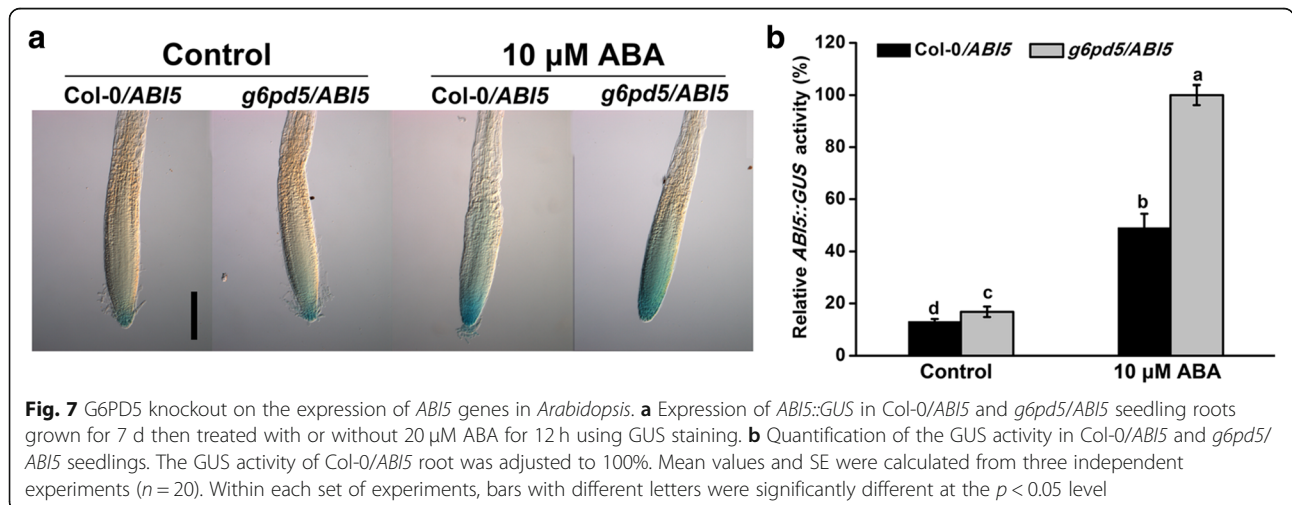 a
Control
10 µM ABA
Col-0/ABI5
g6pd5/ABI5
Col-0/ABI5
g6pd5/ABI5
b
Relative ABI5::GUS activity (%)
120
100
80
60
40
20
0
Col-0/ABI5
g6pd5/ABI5
d
c
b
a
Control
10 µM ABA
Fig. 7 G6PD5 knockout on the expression of ABI5 genes in Arabidopsis. a Expression of ABI5::GUS in Col-0/ABI5 and g6pd5/ABI5 seedling roots
grown for 7 d then treated with or without 20 µM ABA for 12 h using GUS staining. b Quantification of the GUS activity in Col-0/ABI5 and g6pd5/
ABI5 seedlings. The GUS activity of Col-0/ABI5 root was adjusted to 100%. Mean values and SE were calculated from three independent
experiments (n = 20). Within each set of experiments, bars with different letters were significantly different at the p < 0.05 level